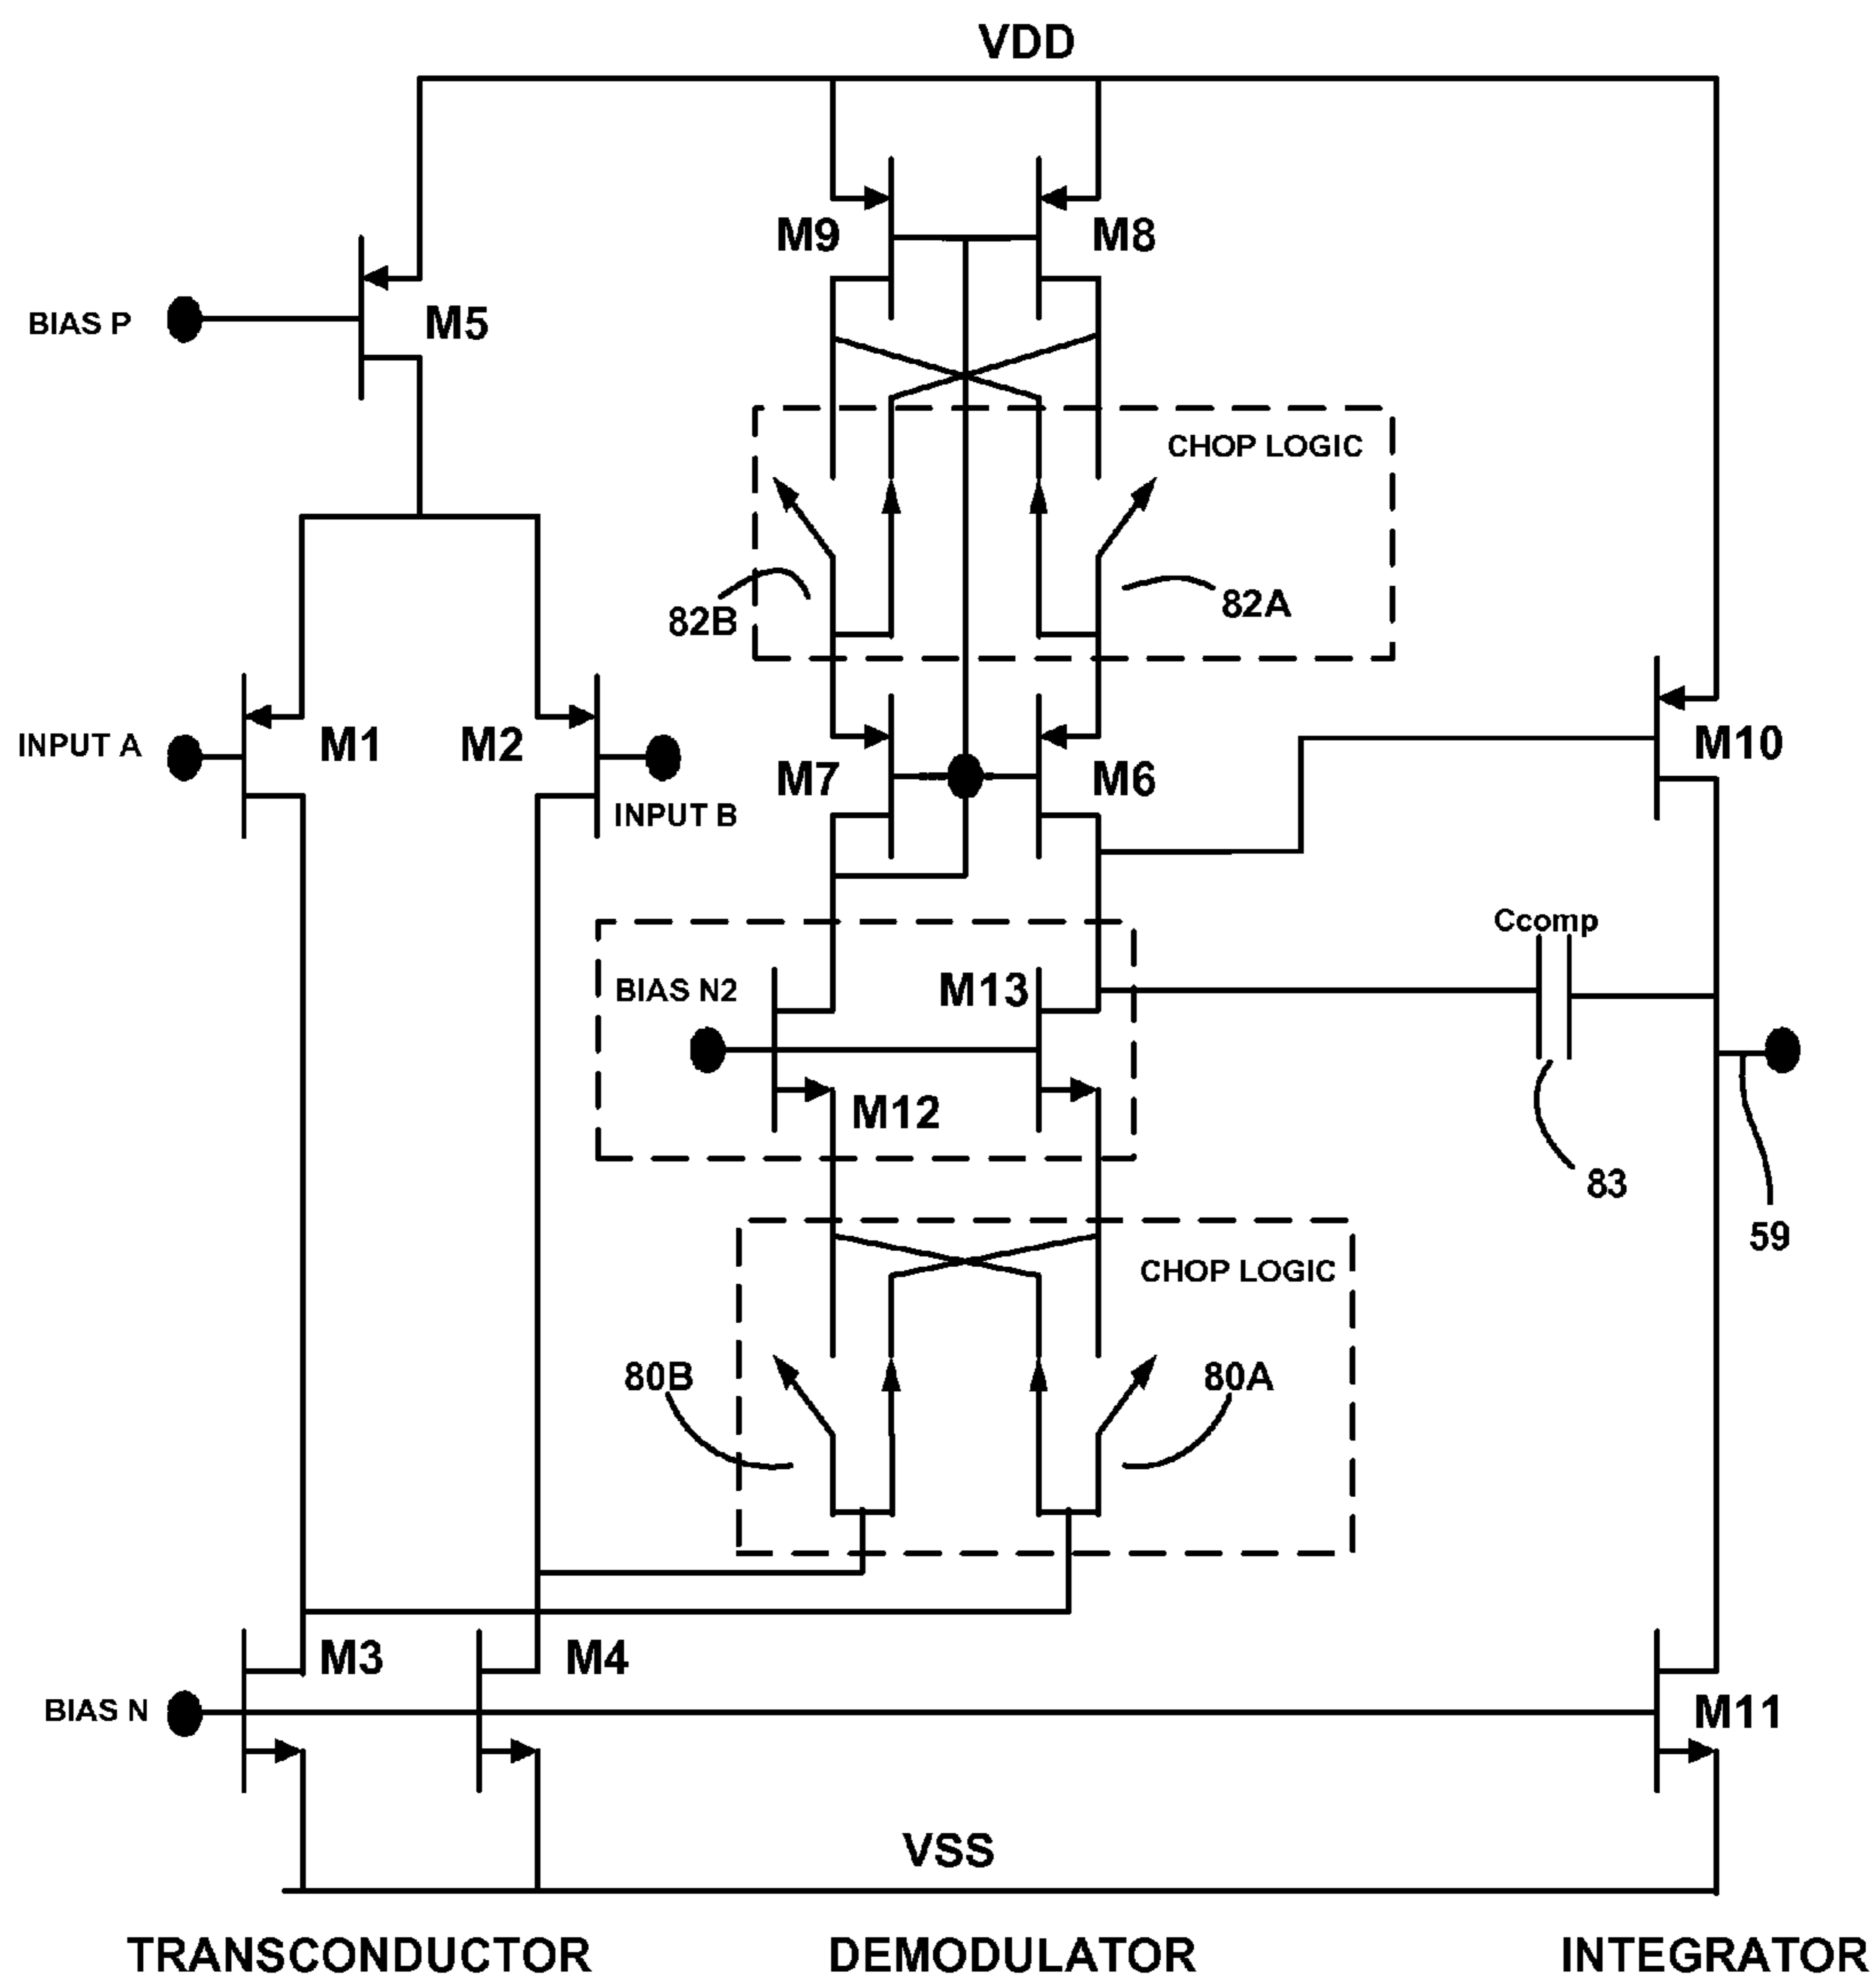 VDD
M9
M8
BIAS P
M5
CHOP LOGIC
82B
82A
INPUT A
M1
M2
INPUT B
M7
M6
M10
Ccomp
BIAS N2
M13
M12
83
59
CHOP LOGIC
80B
80A
M3
M4
BIAS N
M11
VSS
TRANSCONDUCTOR
DEMODULATOR
INTEGRATOR